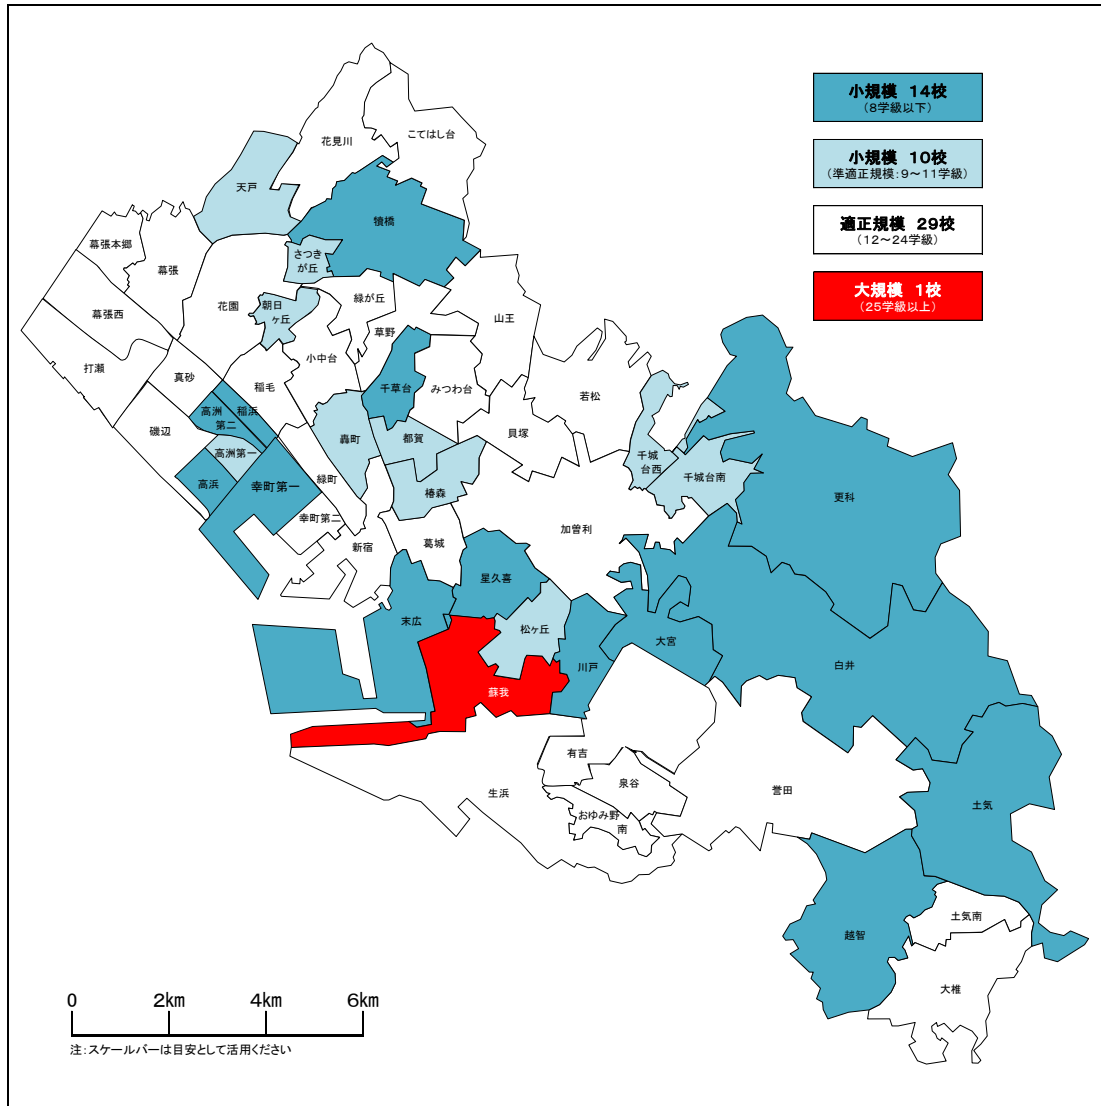 小規模 14校
(8学級以下)
小規模 10校
(準適正規模:9~11学級)
適正規模 29校
(12~24学級)
大規模 1校
(25学級以上)
花見川
こてはし台
天戸
犢橋
幕張本郷
幕張
さつき
が丘
幕張西
花園
朝日
ヶ丘
緑が丘
草野
山王
打瀬
真砂
稲毛
小中台
千草台
みつわ台
若松
磯辺
高洲
第二
稲浜
轟町
都賀
貝塚
高洲第一
千城
台西
千城台南
高浜
幸町第一
緑町
椿森
更科
幸町第二
新宿
葛城
加曽利
星久喜
末広
松ヶ丘
川戸
大宮
白井
蘇我
有吉
泉谷
生浜
おゆみ野
南
誉田
土気
越智
土気南
大椎
0 2km 4km 6km
注:スケールバーは目安として活用ください